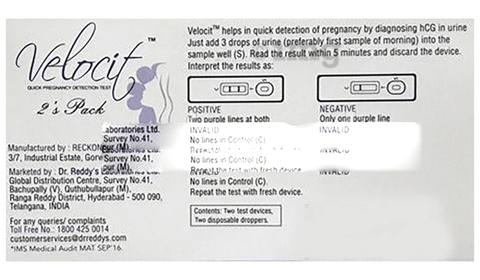 Velocit™
QUICK PREGNANCY DETECTION TEST
2's Pack
Velocit™ helps in quick detection of pregnancy by diagnosing hCG in urine
Just add 3 drops of urine (preferably first sample of morning) into the
sample well (S). Read the result within 5 minutes and discard the device.
Interpret the results as:
POSITIVE
Two purple lines at both
NEGATIVE
Only one purple line
INVALID
No lines in Control (C)
INVALID
No lines in Control (C).
Repeat the test with fresh device.
No lines in Control (C).
Repeat test with fresh device.
Contents: Two test devices,
Two disposable droppers.
Laboratories Ltd.
Survey No.41,
Manufactured by : RECKON
3/7, Industrial Estate,
Laboratories Ltd.
Marketed by : Dr. Reddy's
Global Distribution Centre, Survey No.41,
Bachupally (V), Quthubullapur (M),
Ranga Reddy District, Hyderabad - 500 090,
Telangana, INDIA
For any queries/ complaints
Toll Free No.: 1800 425 0014
customerservices@drreddys.com
*IMS Medical Audit MAT SEP'16.